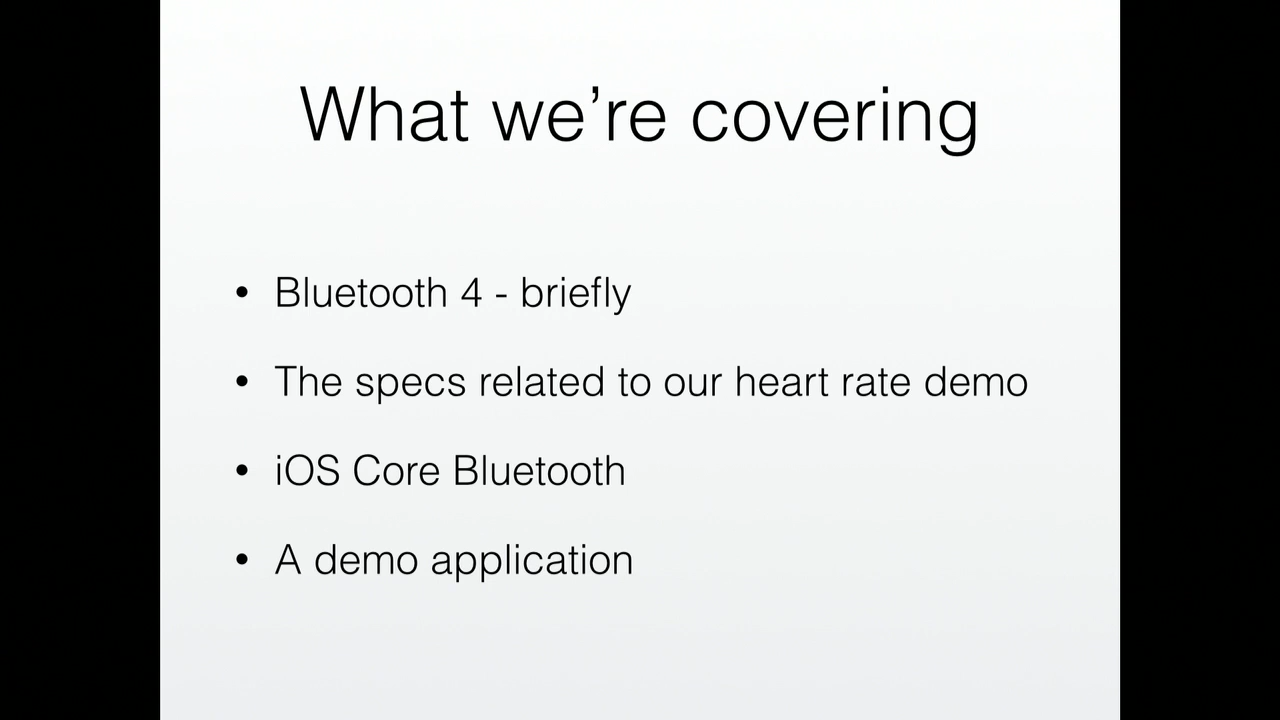 What we’re covering
• Bluetooth 4 - briefly
• The specs related to our heart rate demo
• iOS Core Bluetooth
• A demo application